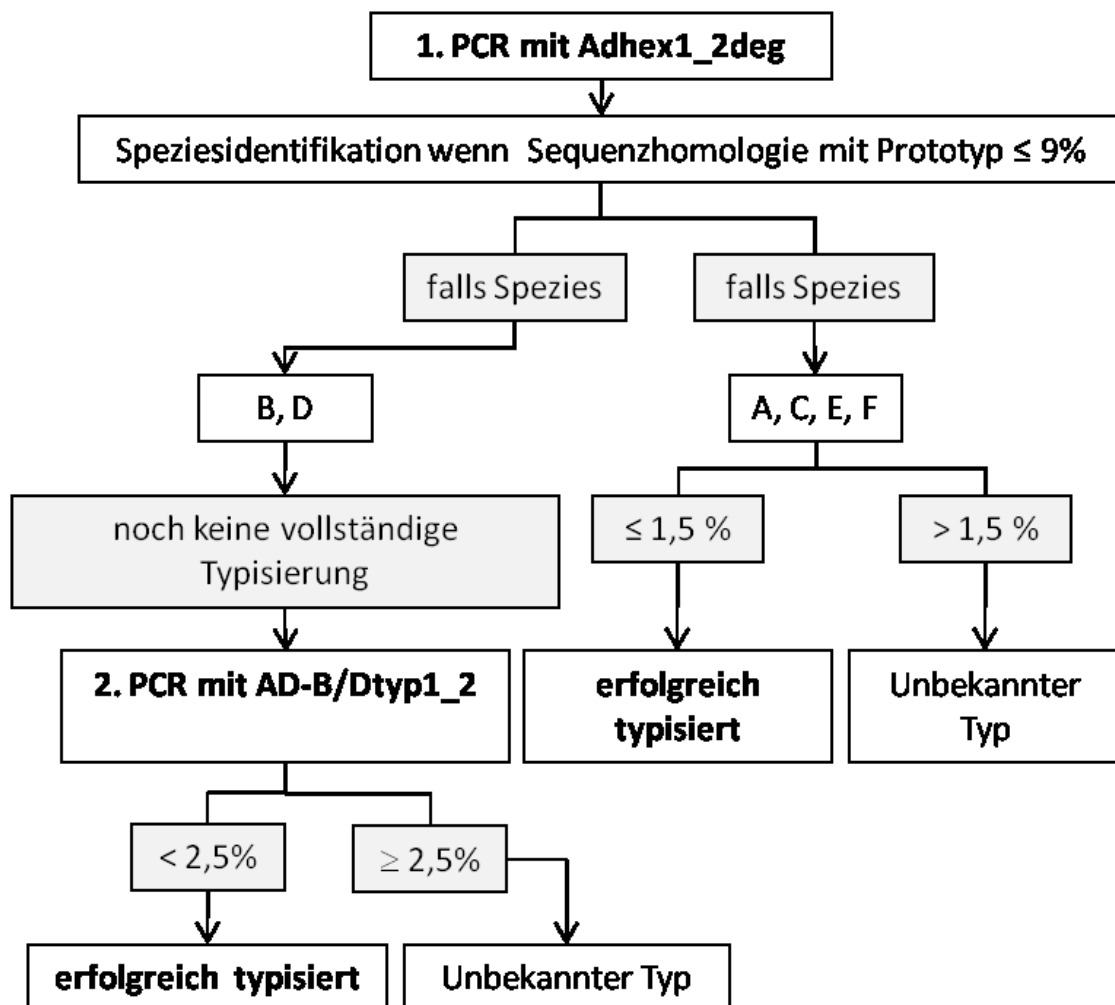 1. PCR mit Adhex1_2deg
Speziesidentifikation wenn Sequenzhomologie mit Prototyp ≤ 9%
falls Spezies
falls Spezies
B, D
A, C, E, F
noch keine vollständige
Typisierung
≤ 1,5 %
> 1,5 %
2. PCR mit AD-B/Dtyp1_2
erfolgreich
typisiert
Unbekannter
Typ
< 2,5%
≥ 2,5%
erfolgreich typisiert
Unbekannter Typ